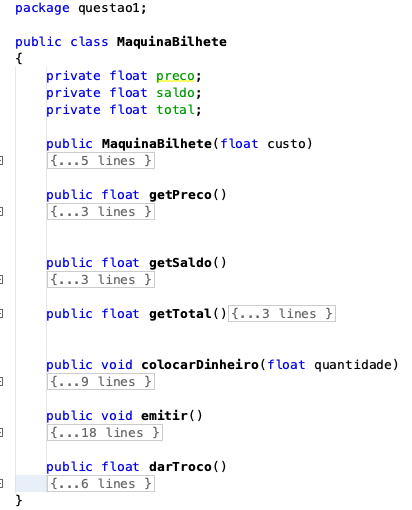 package questao1;
public class MaquinaBilhete
{
private float preco;
private float saldo;
private float total;
public MaquinaBilhete(float custo)
{...5 lines }
public float getPreco()
{...3 lines }
public float getSaldo()
{...3 lines }
public float getTotal(){...3 lines }
public void colocarDinheiro(float quantidade)
{...9 lines }
public void emitir()
{...18 lines }
public float darTroco()
{...6 lines }
}